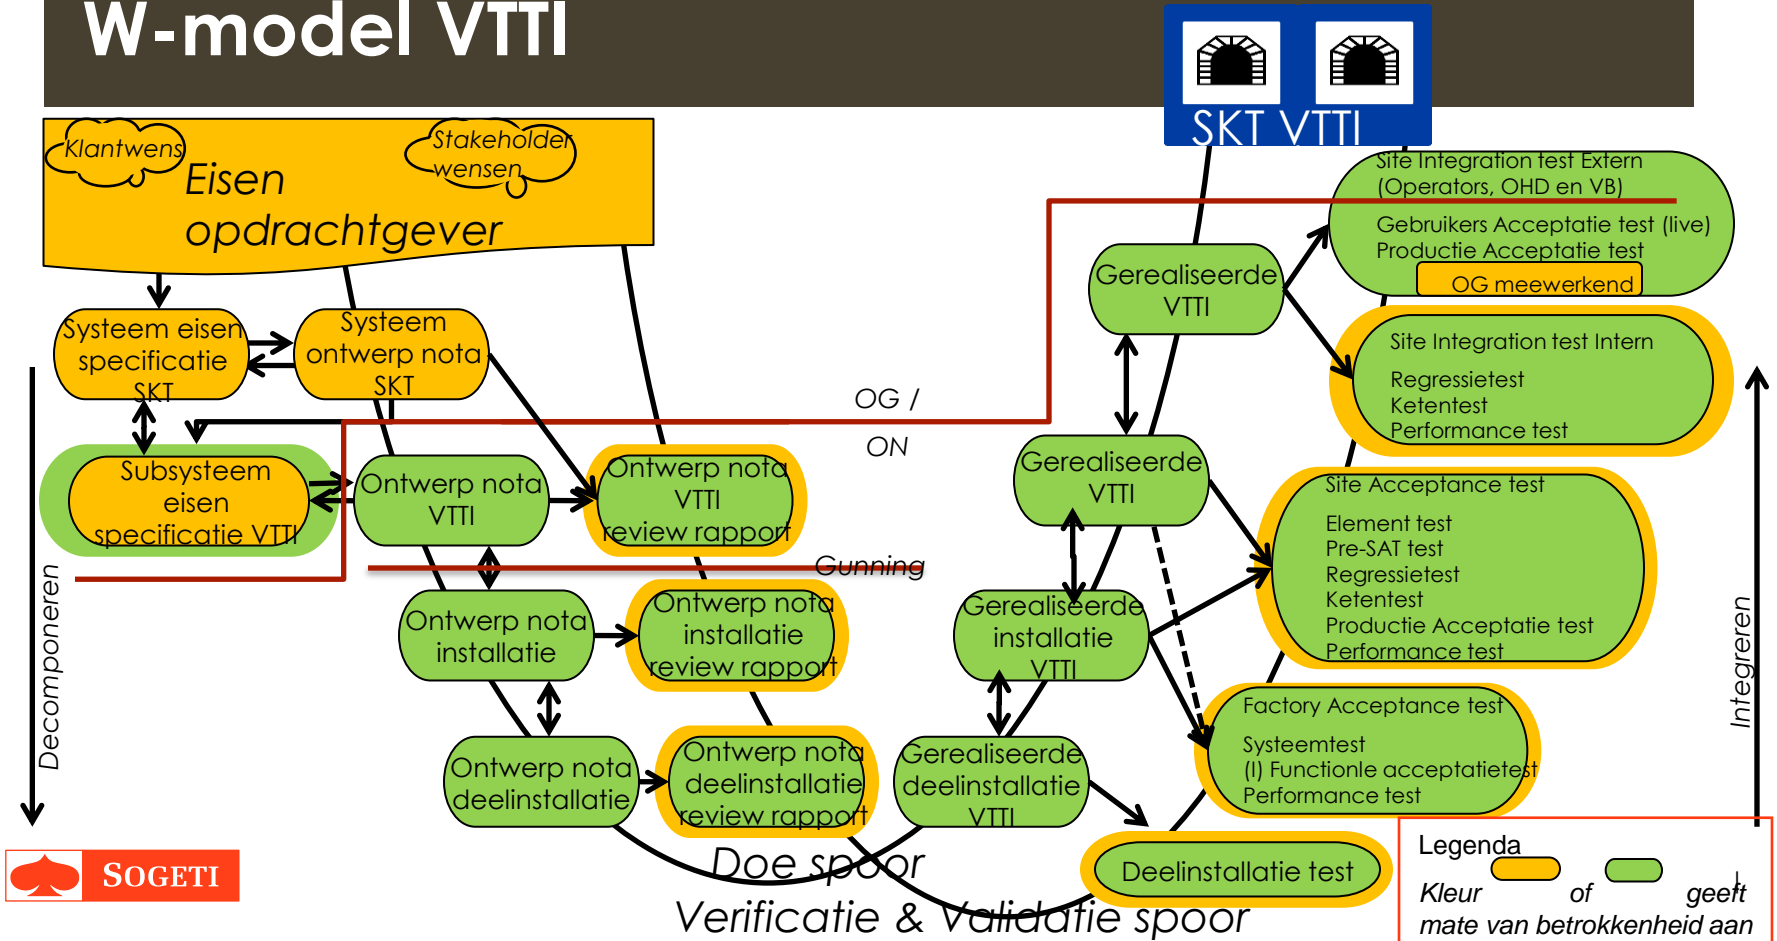 W-model VTTI
SKT VTTI
Klantwens
Stakeholder
wensen
Eisen
opdrachtgever
Systeem eisen
specificatie
SKT
Systeem
ontwerp nota
SKT
Subsysteem
eisen
specificatie VTTI
Ontwerp nota
VTTI
Ontwerp nota
VTTI
review rapport
Ontwerp nota
installatie
Ontwerp nota
installatie
review rapport
Ontwerp nota
deelinstallatie
Ontwerp nota
deelinstallatie
review rapport
Decomponeren
OG /
ON
Gunning
Gerealiseerde
VTTI
Gerealiseerde
VTTI
Gerealiseerde
installatie
VTTI
Gerealiseerde
deelinstallatie
VTTI
Site Integration test Extern
(Operators, OHD en VB)
Gebruikers Acceptatie test (live)
Productie Acceptatie test
OG meewerkend
Site Integration test Intern
Regressietest
Ketentest
Performance test
Site Acceptance test
Element test
Pre-SAT test
Regressietest
Ketentest
Productie Acceptatie test
Performance test
Factory Acceptance test
Systeemtest
(I) Functionle acceptatietest
Performance test
Deelinstallatie test
Integreren
Doe spoor
Verificatie & Validatie spoor
SOGETI
Legenda
Kleur of geeft
mate van betrokkenheid aan